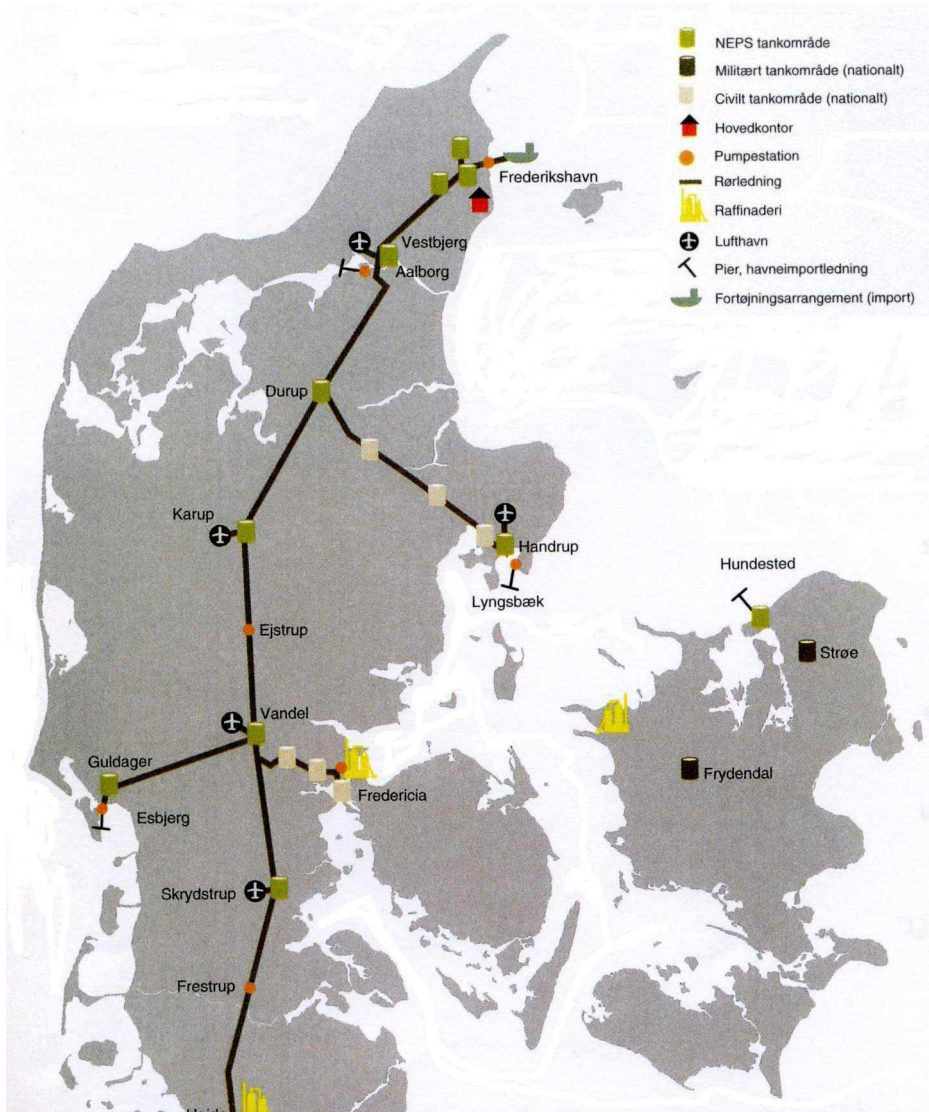 NEPS tankområde
Militært tankområde (nationalt)
Civilt tankområde (nationalt)
Hovedkontor
Pumpestation
Rørledning
Raffinaderi
Lufthavn
Pier, havneimportledning
Fortøjningsarrangement (import)
Frederikshavn
Vestbjerg
Aalborg
Durup
Karup
Handrup
Lyngsbæk
Hundested
Ejstrup
Strøe
Vandel
Guldager
Frydendal
Fredericia
Esbjerg
Skrydstrup
Frestrup